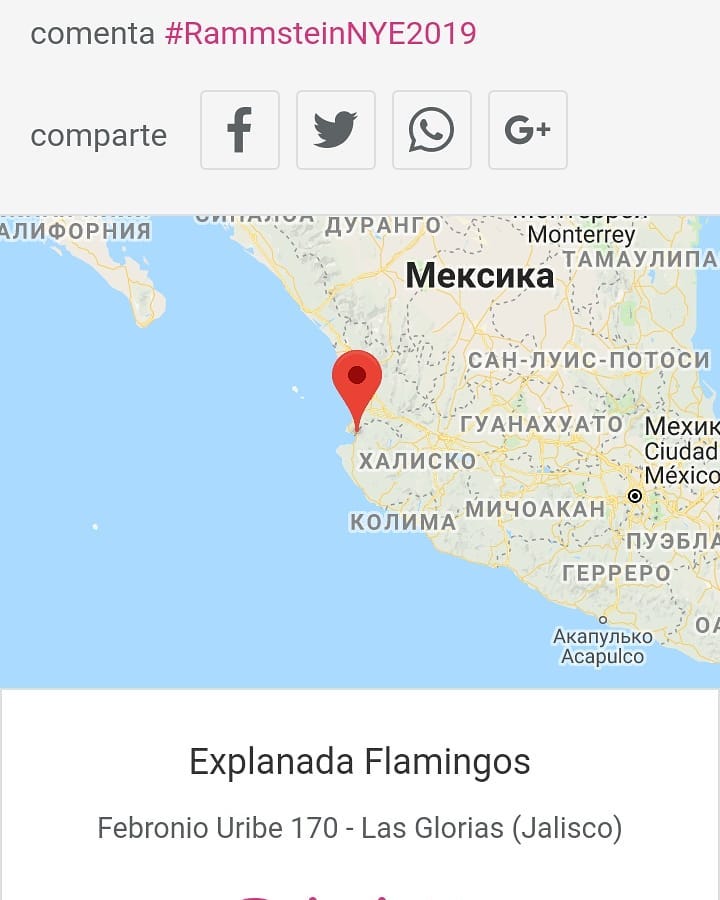 comenta #RammsteinNYE2019
comparte
G+
АЛИФОРНИЯ
ДУРАНГО
Monterrey
Мексика
ТАМАУЛИПА
САН-ЛУИС-ПОТОСИ
ГУАНАХУАТО
Мехик
Ciudad
México
ХАЛИСКО
КОЛИМА
МИЧОАКАН
ПУЭБЛА
ГЕРРЕРО
ОА
Акапулько
Acapulco
Explanada Flamingos
Febronio Uribe 170 - Las Glorias (Jalisco)